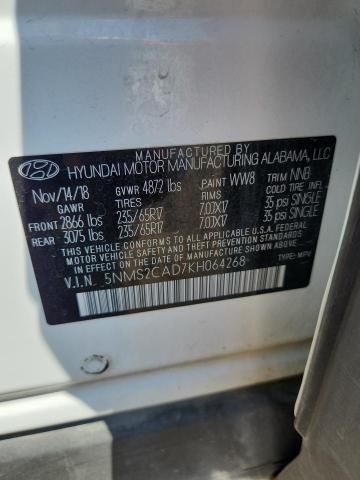 MANUFACTURED BY
HYUNDAI MOTOR MANUFACTURING ALABAMA, LLC
Nov/14/18 GVWR 4872 lbs PAINT WW8 TRIM NNB
GAWR TIRES RIMS COLD TIRE INFL.
FRONT 2866 lbs 235/65R17 7.0JX17 35 psi SINGLE
REAR 3075 lbs 235/65R17 7.0JX17 35 psi SINGLE
THIS VEHICLE CONFORMS TO ALL APPLICABLE U.S.A. FEDERAL
MOTOR VEHICLE SAFETY AND THEFT PREVENTION STANDARDS
IN EFFECT ON THE DATE OF MANUFACTURE SHOWN ABOVE.
V.I.N. 5NMS2CAD7KH064268 TYPE: MPV